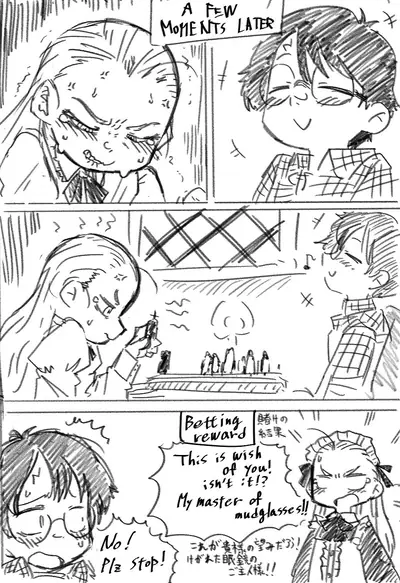 A FEW
MOMENTS LATER
Betting
reward
賭けの
結果
This is wish
of you!
isn't it!?
My master of
mudglasses!!
No!
Plz stop!
これが貴様の望みだろう!
けがれた眼鏡の
ご主人様!!